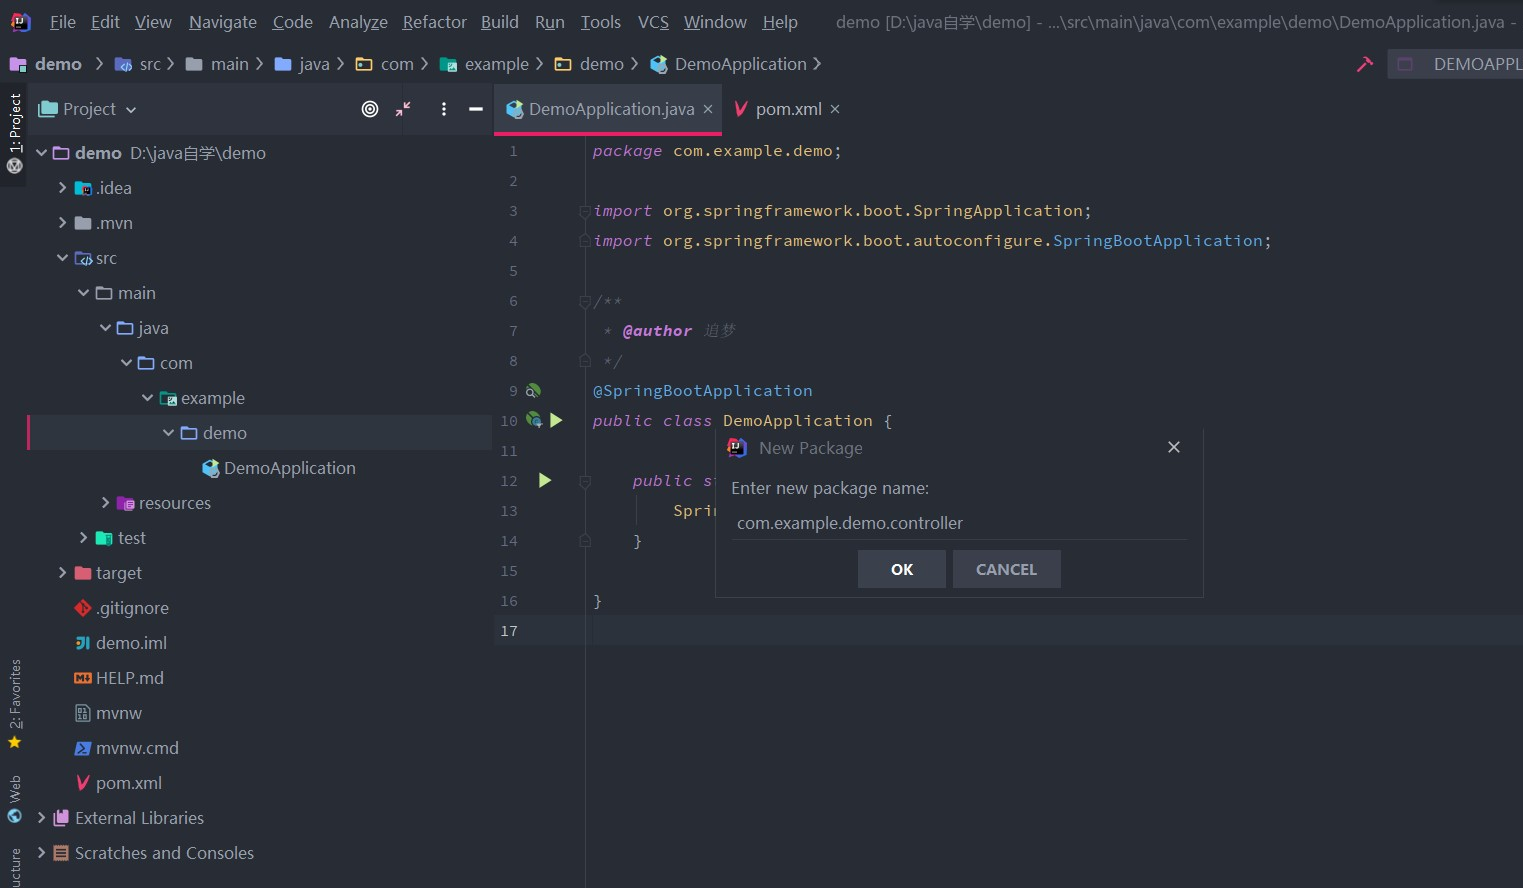 File Edit View Navigate Code Analyze Refactor Build Run Tools VCS Window Help demo [D:\java自学\demo] - ...\src\main\java\com\example\demo\DemoApplication.java -
demo src main java com example demo DemoApplication
DEMOAPPL
1: Project
Project
DemoApplication.java
pom.xml
demo D:\java自学\demo
.idea
.mvn
src
main
java
com
example
demo
DemoApplication
resources
test
target
.gitignore
demo.iml
HELP.md
mvnw
mvnw.cmd
pom.xml
External Libraries
Scratches and Consoles
2: Favorites
Web
ucture
1 package com.example.demo;
2
3 import org.springframework.boot.SpringApplication;
4 import org.springframework.boot.autoconfigure.SpringBootApplication;
5
6 /**
7 * @author 追梦
8 */
9 @SpringBootApplication
10 public class DemoApplication {
11
12 public s
13 Sprin
14 }
15
16 }
17
New Package
Enter new package name:
com.example.demo.controller
OK CANCEL